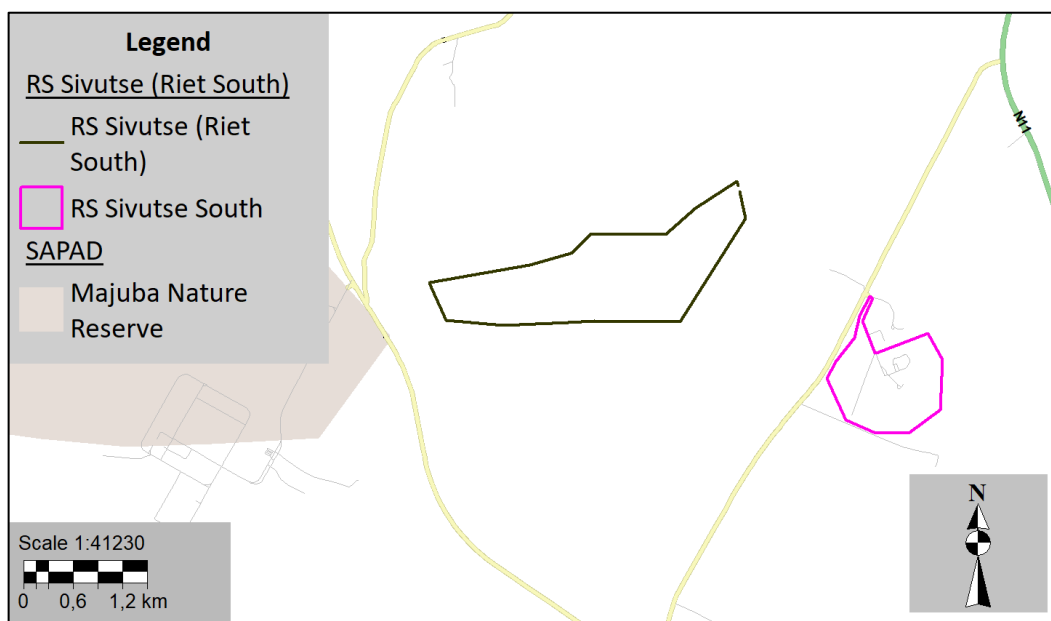 Legend
RS Sivutse (Riet South)
RS Sivutse (Riet
South)
RS Sivutse South
SAPAD
Majuba Nature
Reserve
N11
Scale 1:41230
0 0,6 1,2 km
N